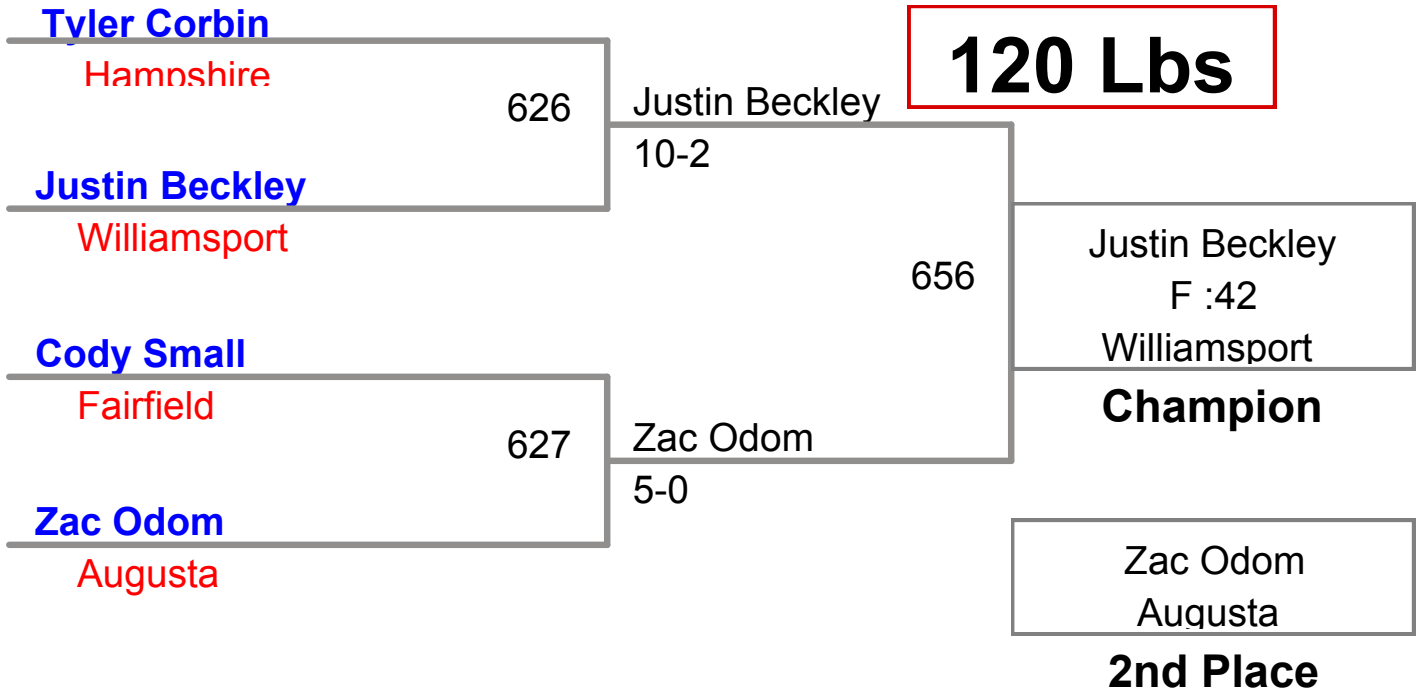 Tyler Corbin
Hampshire
120 Lbs
626
Justin Beckley
10-2
Justin Beckley
Williamsport
656
Justin Beckley
F :42
Williamsport
Champion
Cody Small
Fairfield
627
Zac Odom
5-0
Zac Odom
Augusta
Zac Odom
Augusta
2nd Place